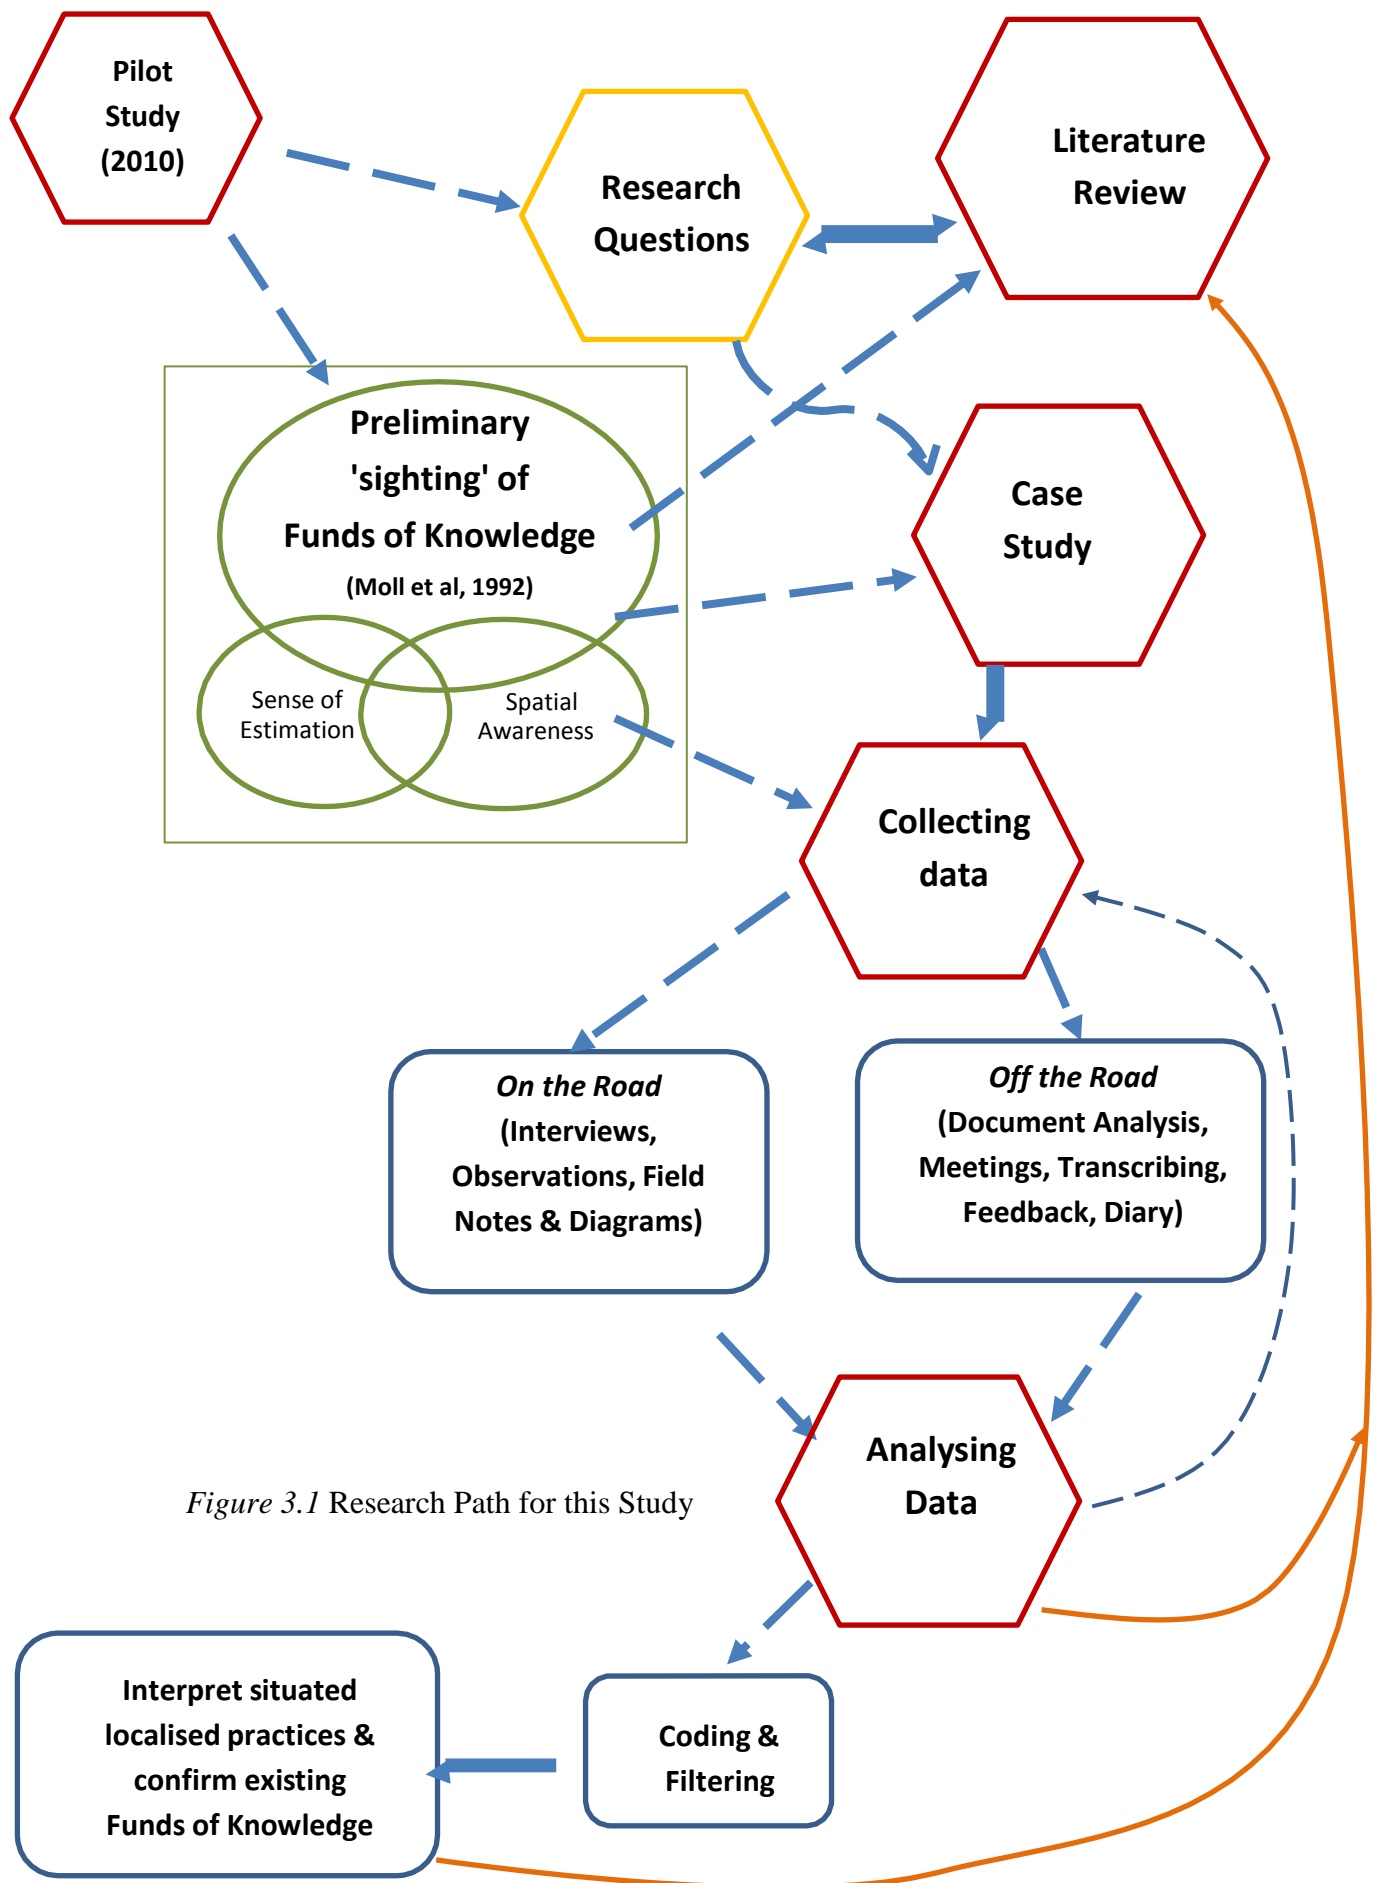 Pilot
Study
(2010)
Research
Questions
Literature
Review
Preliminary
'sighting' of
Funds of Knowledge
(Moll et al, 1992)
Sense of
Estimation
Spatial
Awareness
Case
Study
Collecting
data
On the Road
(Interviews,
Observations, Field
Notes & Diagrams)
Off the Road
(Document Analysis,
Meetings, Transcribing,
Feedback, Diary)
Analysing
Data
Figure 3.1 Research Path for this Study
Interpret situated
localised practices &
confirm existing
Funds of Knowledge
Coding &
Filtering